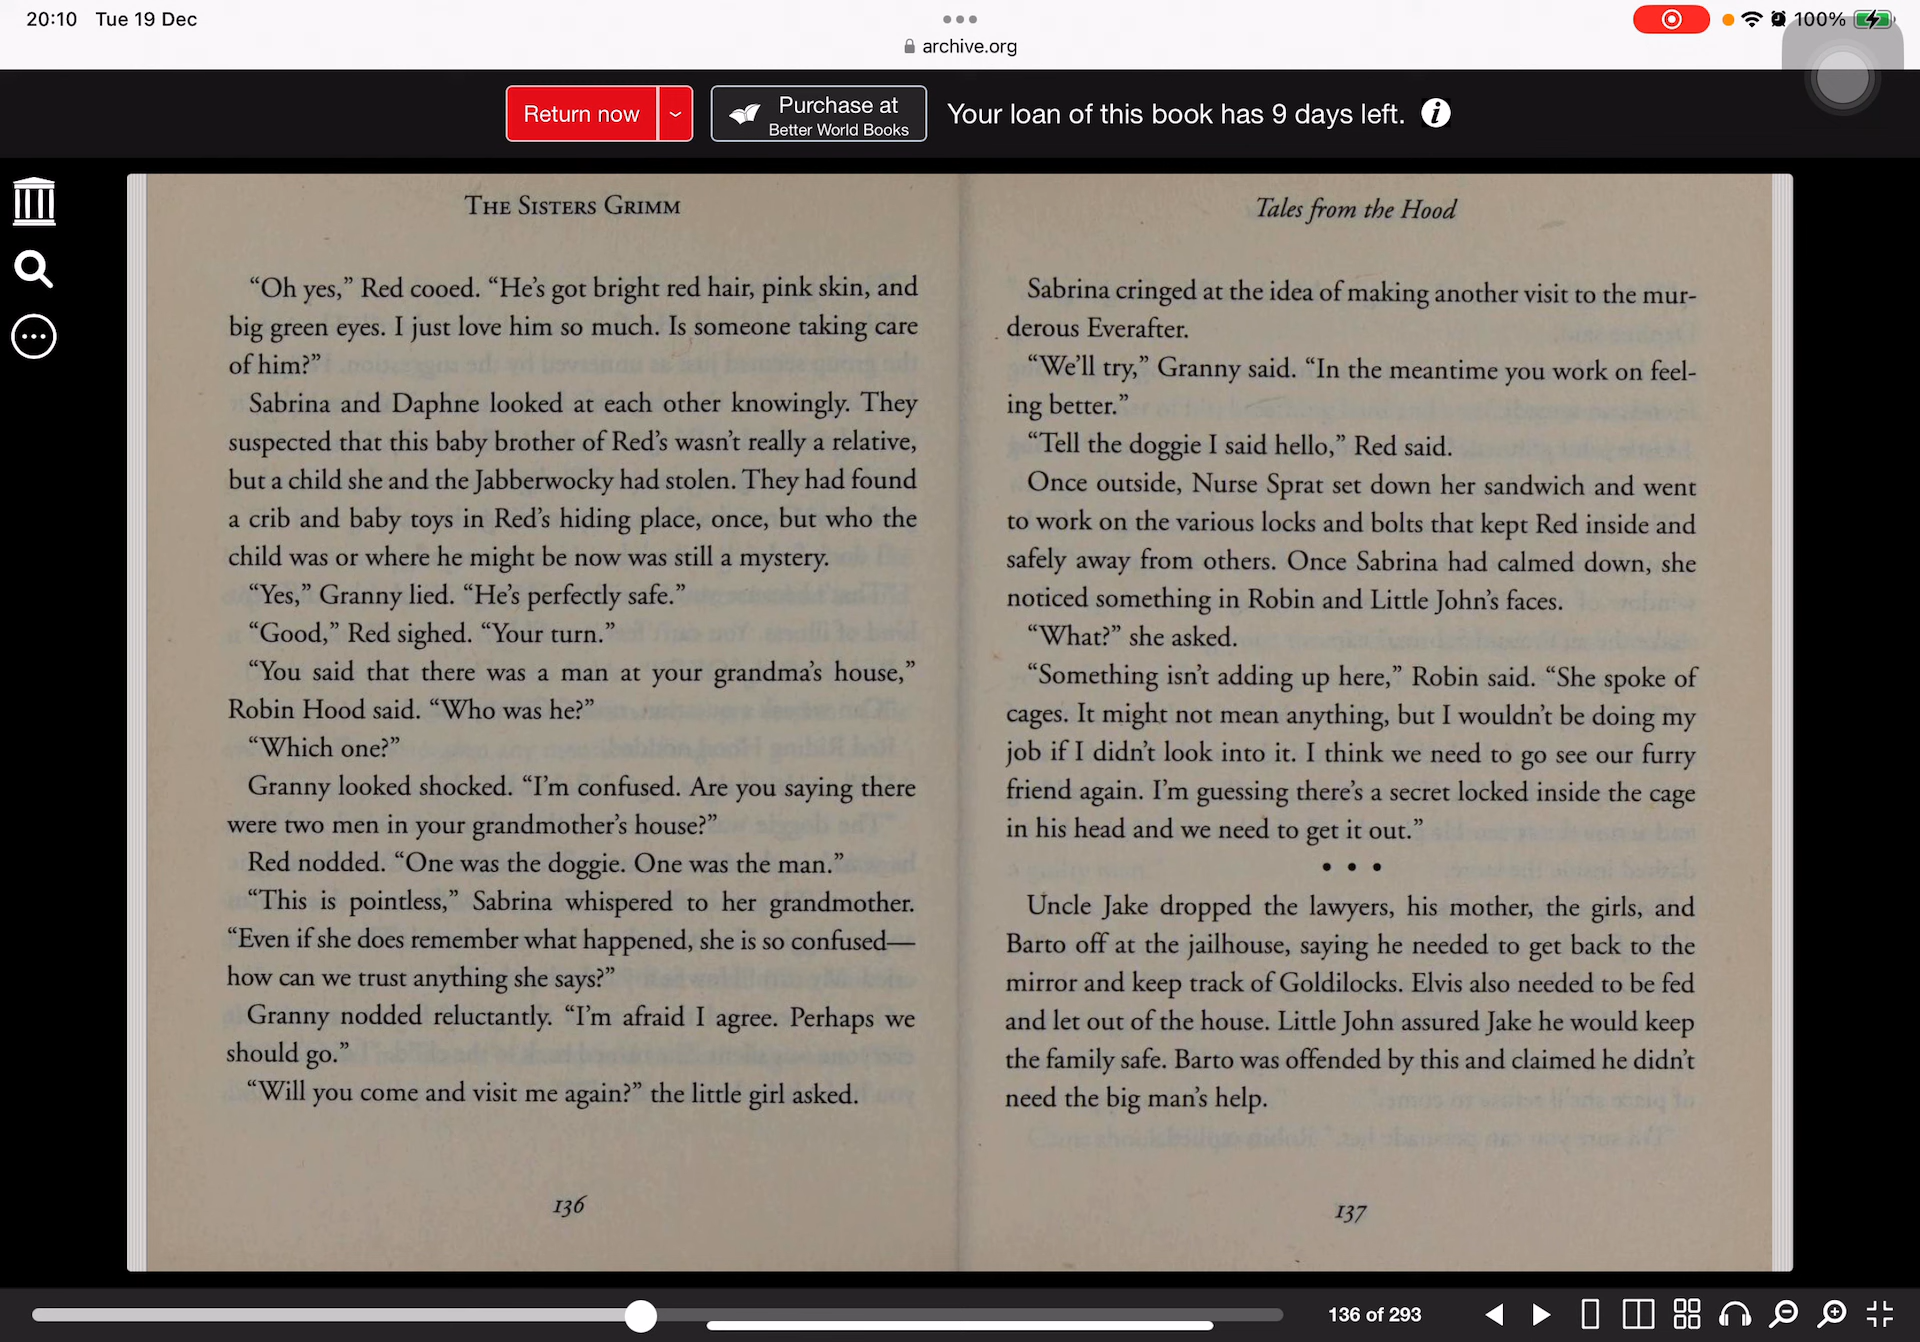 20:10 Tue 19 Dec
100%
archive.org
Return now
Purchase at
Better World Books
Your loan of this book has 9 days left.
THE SISTERS GRIMM
“Oh yes,” Red cooed. “He’s got bright red hair, pink skin, and
big green eyes. I just love him so much. Is someone taking care
of him?”
Sabrina and Daphne looked at each other knowingly. They
suspected that this baby brother of Red’s wasn’t really a relative,
but a child she and the Jabberwocky had stolen. They had found
a crib and baby toys in Red’s hiding place, once, but who the
child was or where he might be now was still a mystery.
“Yes,” Granny lied. “He’s perfectly safe.”
“Good,” Red sighed. “Your turn.”
“You said that there was a man at your grandma’s house,”
Robin Hood said. “Who was he?”
“Which one?”
Granny looked shocked. “I’m confused. Are you saying there
were two men in your grandmother’s house?”
Red nodded. “One was the doggie. One was the man.”
“This is pointless,” Sabrina whispered to her grandmother.
“Even if she does remember what happened, she is so confused—
how can we trust anything she says?”
Granny nodded reluctantly. “I’m afraid I agree. Perhaps we
should go.”
“Will you come and visit me again?” the little girl asked.
136
Tales from the Hood
Sabrina cringed at the idea of making another visit to the mur-
derous Everafter.
“We’ll try,” Granny said. “In the meantime you work on feel-
ing better.”
“Tell the doggie I said hello,” Red said.
Once outside, Nurse Sprat set down her sandwich and went
to work on the various locks and bolts that kept Red inside and
safely away from others. Once Sabrina had calmed down, she
noticed something in Robin and Little John’s faces.
“What?” she asked.
“Something isn’t adding up here,” Robin said. “She spoke of
cages. It might not mean anything, but I wouldn’t be doing my
job if I didn’t look into it. I think we need to go see our furry
friend again. I’m guessing there’s a secret locked inside the cage
in his head and we need to get it out.”
• • •
Uncle Jake dropped the lawyers, his mother, the girls, and
Barto off at the jailhouse, saying he needed to get back to the
mirror and keep track of Goldilocks. Elvis also needed to be fed
and let out of the house. Little John assured Jake he would keep
the family safe. Barto was offended by this and claimed he didn’t
need the big man’s help.
137
136 of 293